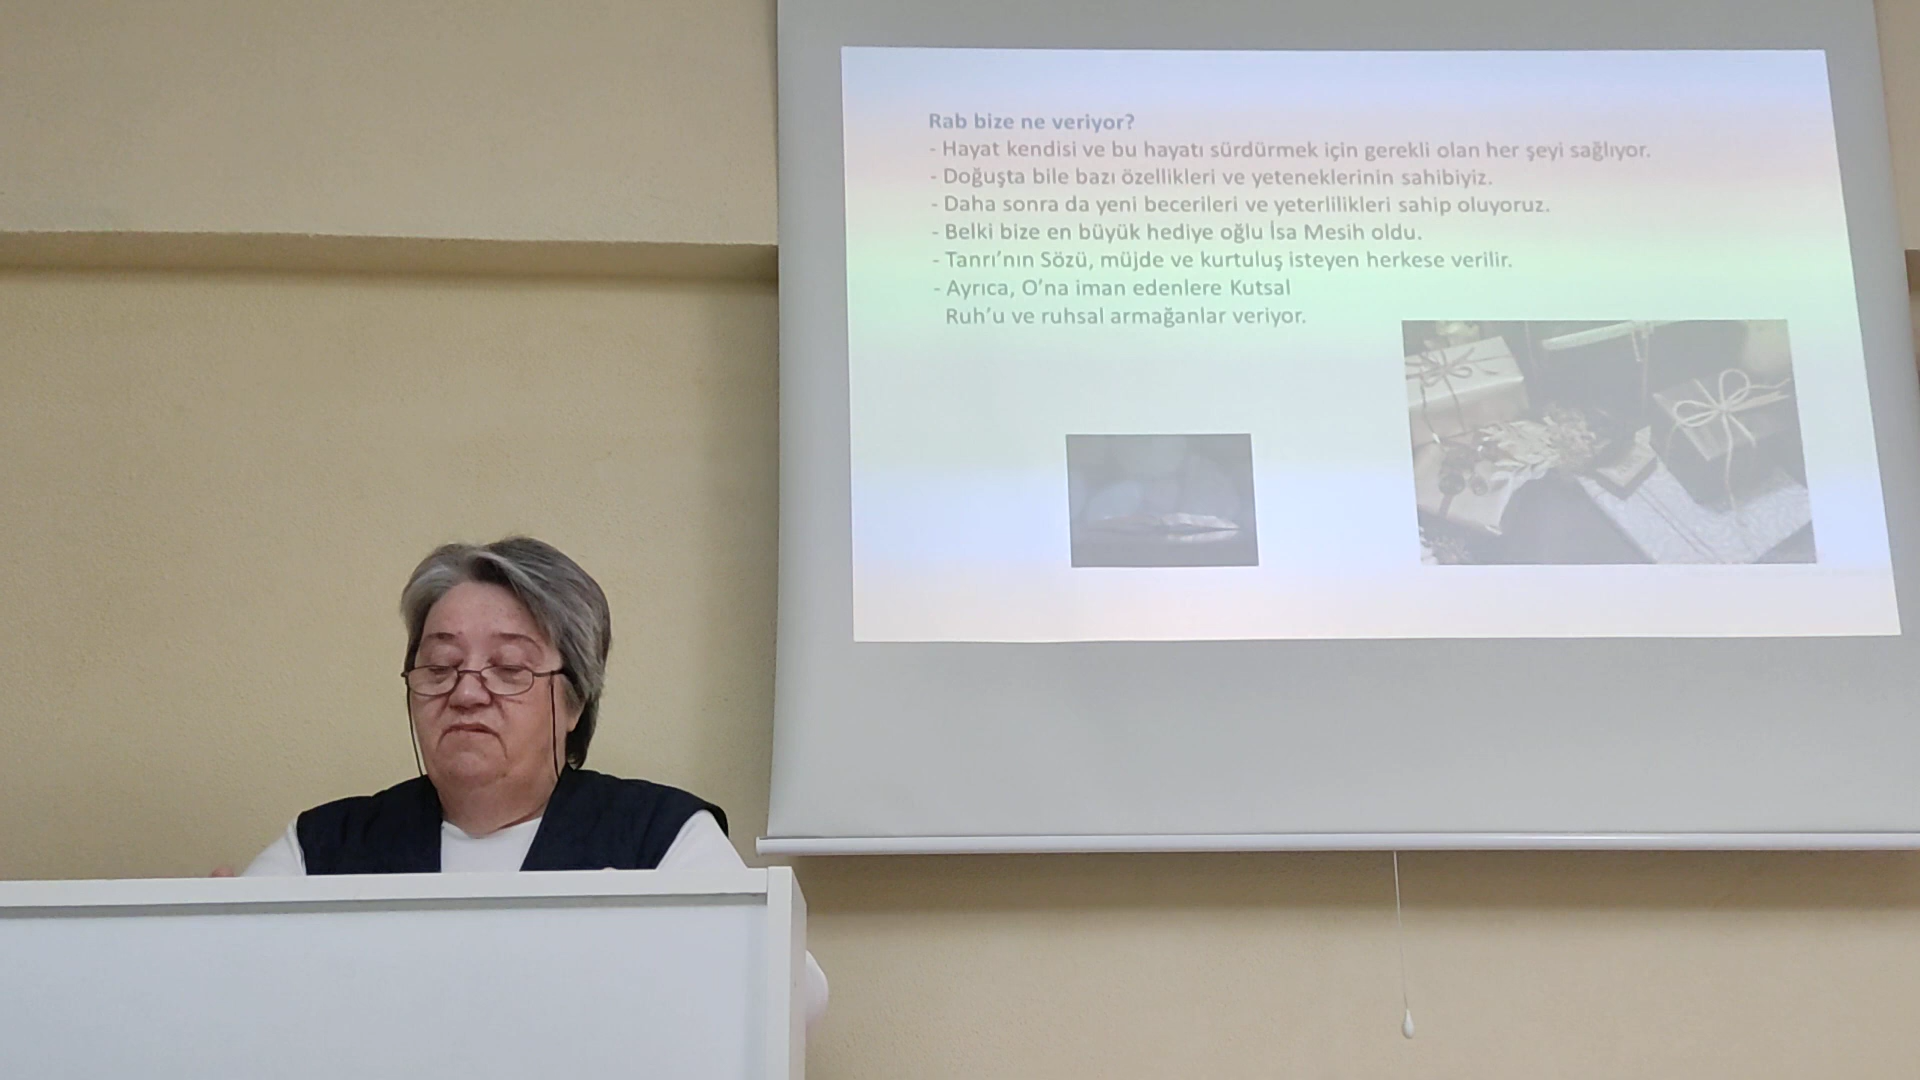 Rab bize ne veriyor?
- Hayat kendisi ve bu hayatı sürdürmek için gerekli olan her şeyi sağlıyor.
- Doğuşta bile bazı özellikleri ve yeteneklerinin sahibiyiz.
- Daha sonra da yeni becerileri ve yeterlilikleri sahip oluyoruz.
- Belki bize en büyük hediye oğlu İsa Mesih oldu.
- Tanrı’nın Sözü, müjde ve kurtuluş isteyen herkese verilir.
- Ayrıca, O’na iman edenlere Kutsal
Ruh’u ve ruhsal armağanlar veriyor.